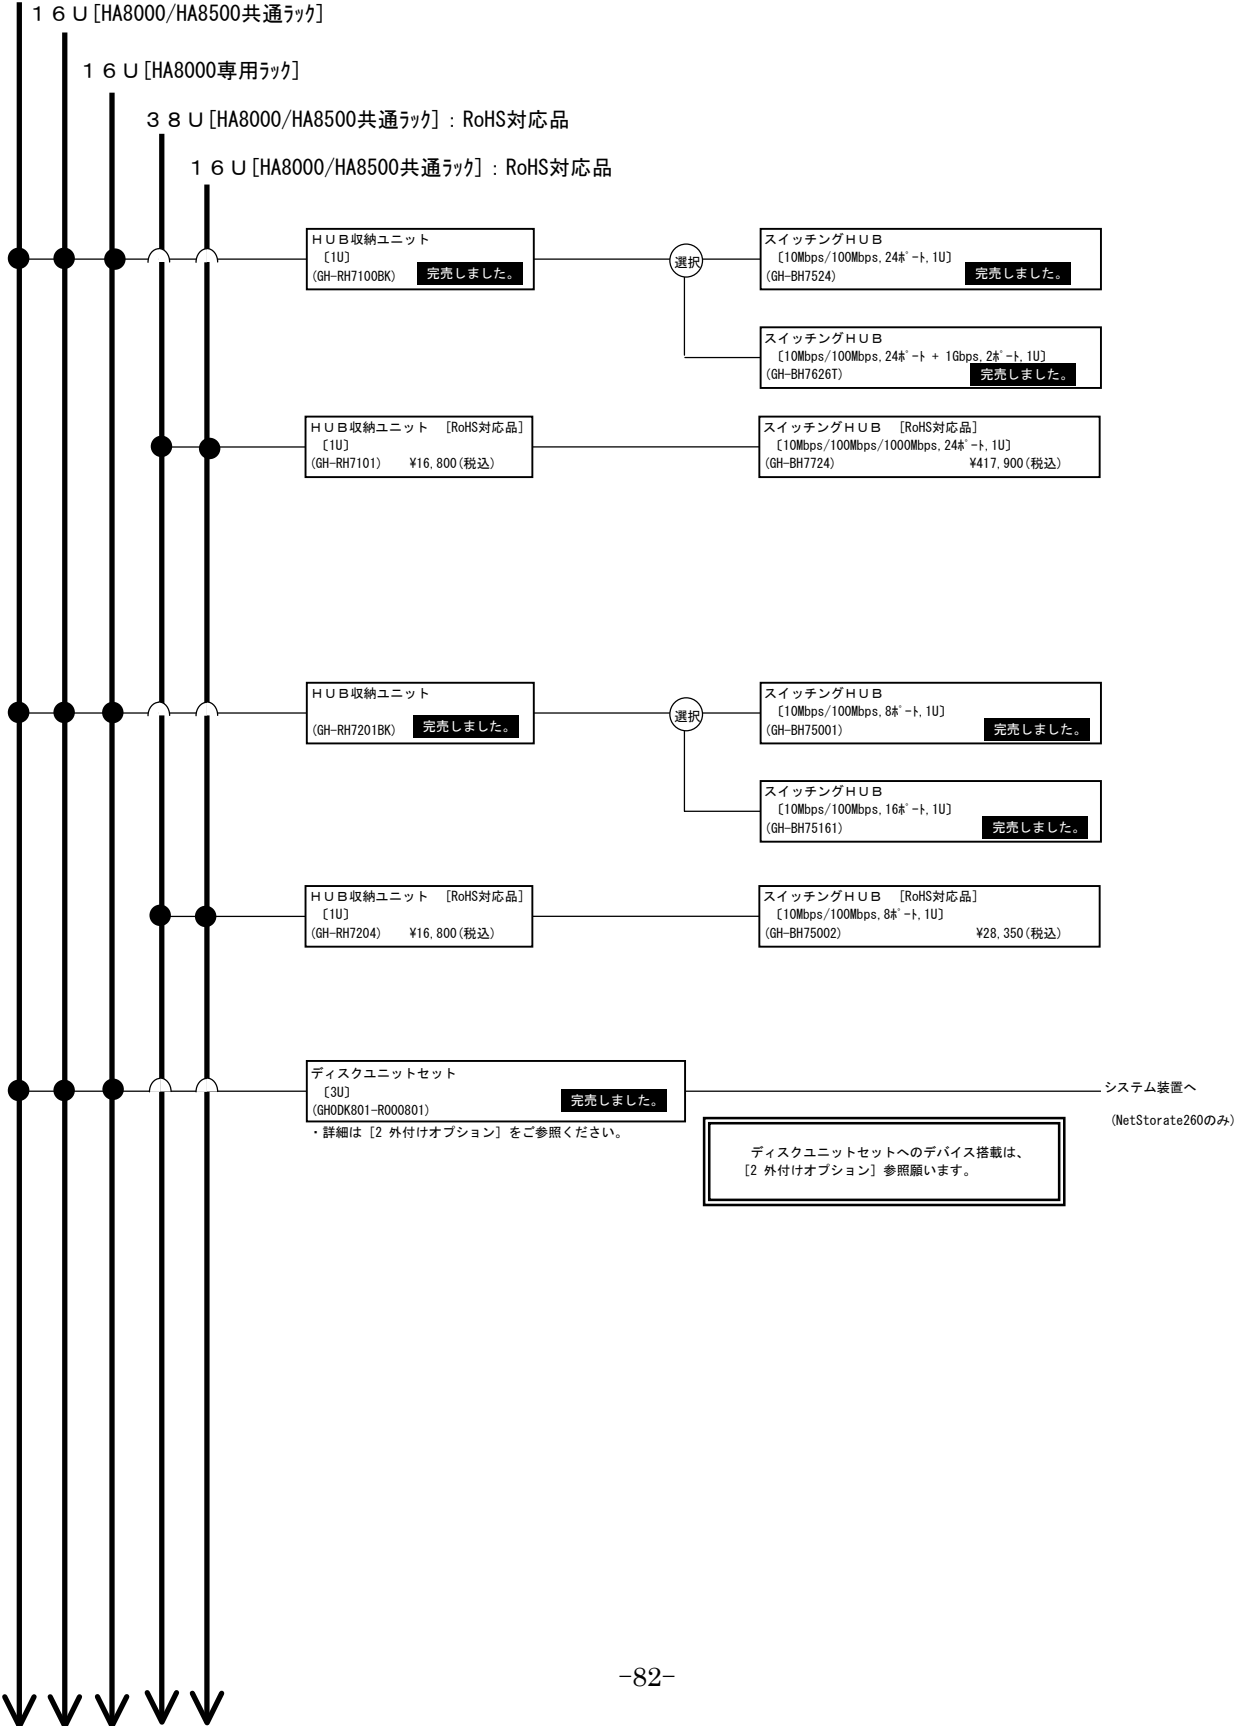 １６Ｕ[HA8000/HA8500共通ﾗｯｸ]
１６Ｕ[HA8000専用ﾗｯｸ]
３８Ｕ[HA8000/HA8500共通ﾗｯｸ]：RoHS対応品
１６Ｕ[HA8000/HA8500共通ﾗｯｸ]：RoHS対応品
ＨＵＢ収納ユニット
〔1U〕
(GH-RH7100BK) 完売しました。
選択
スイッチングＨＵＢ
〔10Mbps/100Mbps,24ﾎﾟｰﾄ,1U〕
(GH-BH7524) 完売しました。
スイッチングＨＵＢ
〔10Mbps/100Mbps,24ﾎﾟｰﾄ + 1Gbps,2ﾎﾟｰﾄ,1U〕
(GH-BH7626T) 完売しました。
ＨＵＢ収納ユニット [RoHS対応品]
〔1U〕
(GH-RH7101) ¥16,800(税込)
スイッチングＨＵＢ [RoHS対応品]
〔10Mbps/100Mbps/1000Mbps,24ﾎﾟｰﾄ,1U〕
(GH-BH7724) ¥417,900(税込)
ＨＵＢ収納ユニット
(GH-RH7201BK) 完売しました。
選択
スイッチングＨＵＢ
〔10Mbps/100Mbps,8ﾎﾟｰﾄ,1U〕
(GH-BH75001) 完売しました。
スイッチングＨＵＢ
〔10Mbps/100Mbps,16ﾎﾟｰﾄ,1U〕
(GH-BH75161) 完売しました。
ＨＵＢ収納ユニット [RoHS対応品]
〔1U〕
(GH-RH7204) ¥16,800(税込)
スイッチングＨＵＢ [RoHS対応品]
〔10Mbps/100Mbps,8ﾎﾟｰﾄ,1U〕
(GH-BH75002) ¥28,350(税込)
ディスクユニットセット
〔3U〕
(GH0DK801-R000801) 完売しました。
・詳細は［2 外付けオプション］をご参照ください。
システム装置へ
(NetStorate260のみ)
ディスクユニットセットへのデバイス搭載は、
［2 外付けオプション］参照願います。
-82-